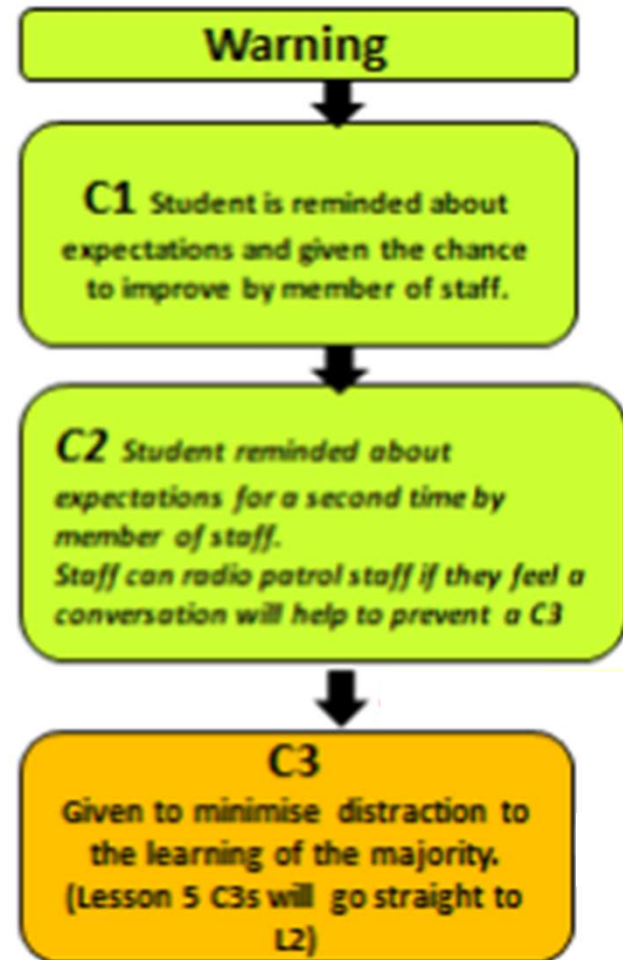 Warning
C1 Student is reminded about
expectations and given the chance
to improve by member of staff.
C2 Student reminded about
expectations for a second time by
member of staff.
Staff can radio patrol staff if they feel a
conversation will help to prevent a C3
C3
Given to minimise distraction to
the learning of the majority.
(Lesson 5 C3s will go straight to
L2)